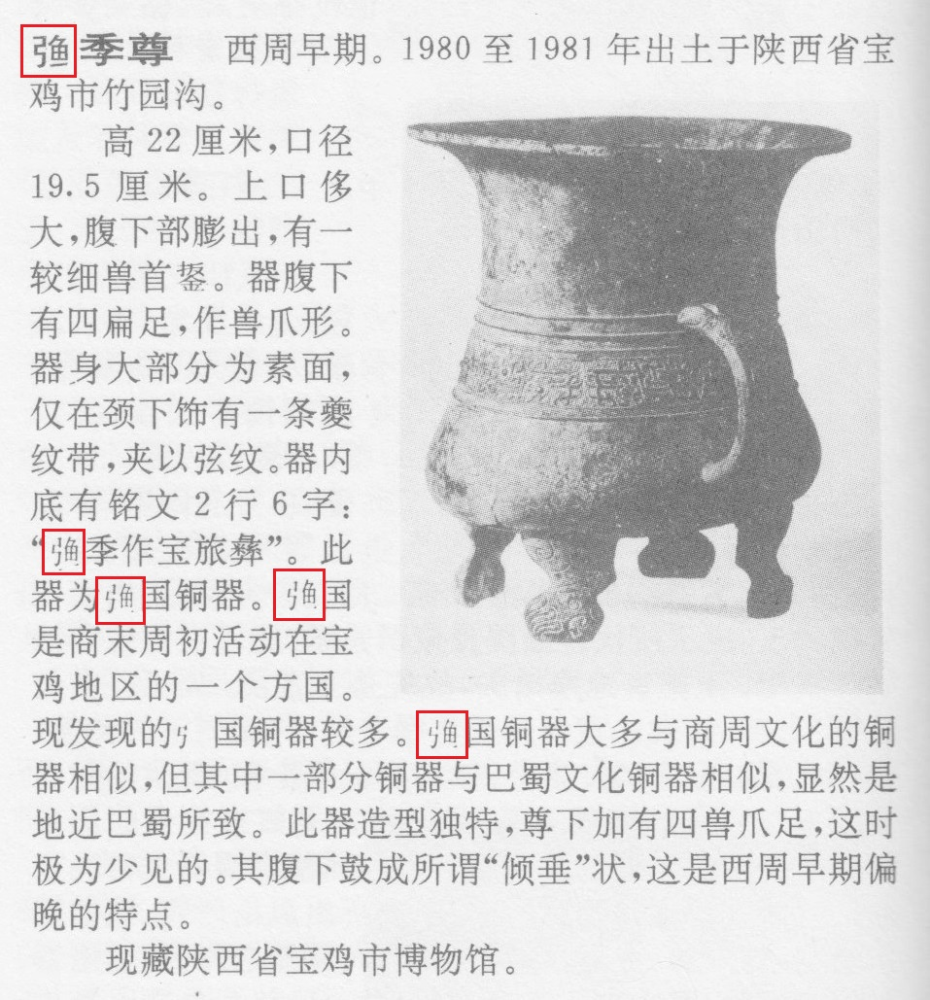 ⿰弓鱼季尊 西周早期。1980 至 1981 年出土于陕西省宝
鸡市竹园沟。
高 22 厘米，口径
19.5 厘米。上口侈
大，腹下部膨出，有一
较细兽首鋬。器腹下
有四扁足，作兽爪形。
器身大部分为素面，
仅在颈下饰有一条夔
纹带，夹以弦纹。器内
底有铭文 2 行 6 字：
“⿰弓鱼季作宝旅彝”。此
器为⿰弓鱼国铜器。⿰弓鱼国
是商末周初活动在宝
鸡地区的一个方国。
现发现的 国铜器较多。⿰弓鱼国铜器大多与商周文化的铜
器相似，但其中一部分铜器与巴蜀文化铜器相似，显然是
地近巴蜀所致。此器造型独特，尊下加有四兽爪足，这时
极为少见的。其腹下鼓成所谓“倾垂”状，这是西周早期偏
晚的特点。
现藏陕西省宝鸡市博物馆。